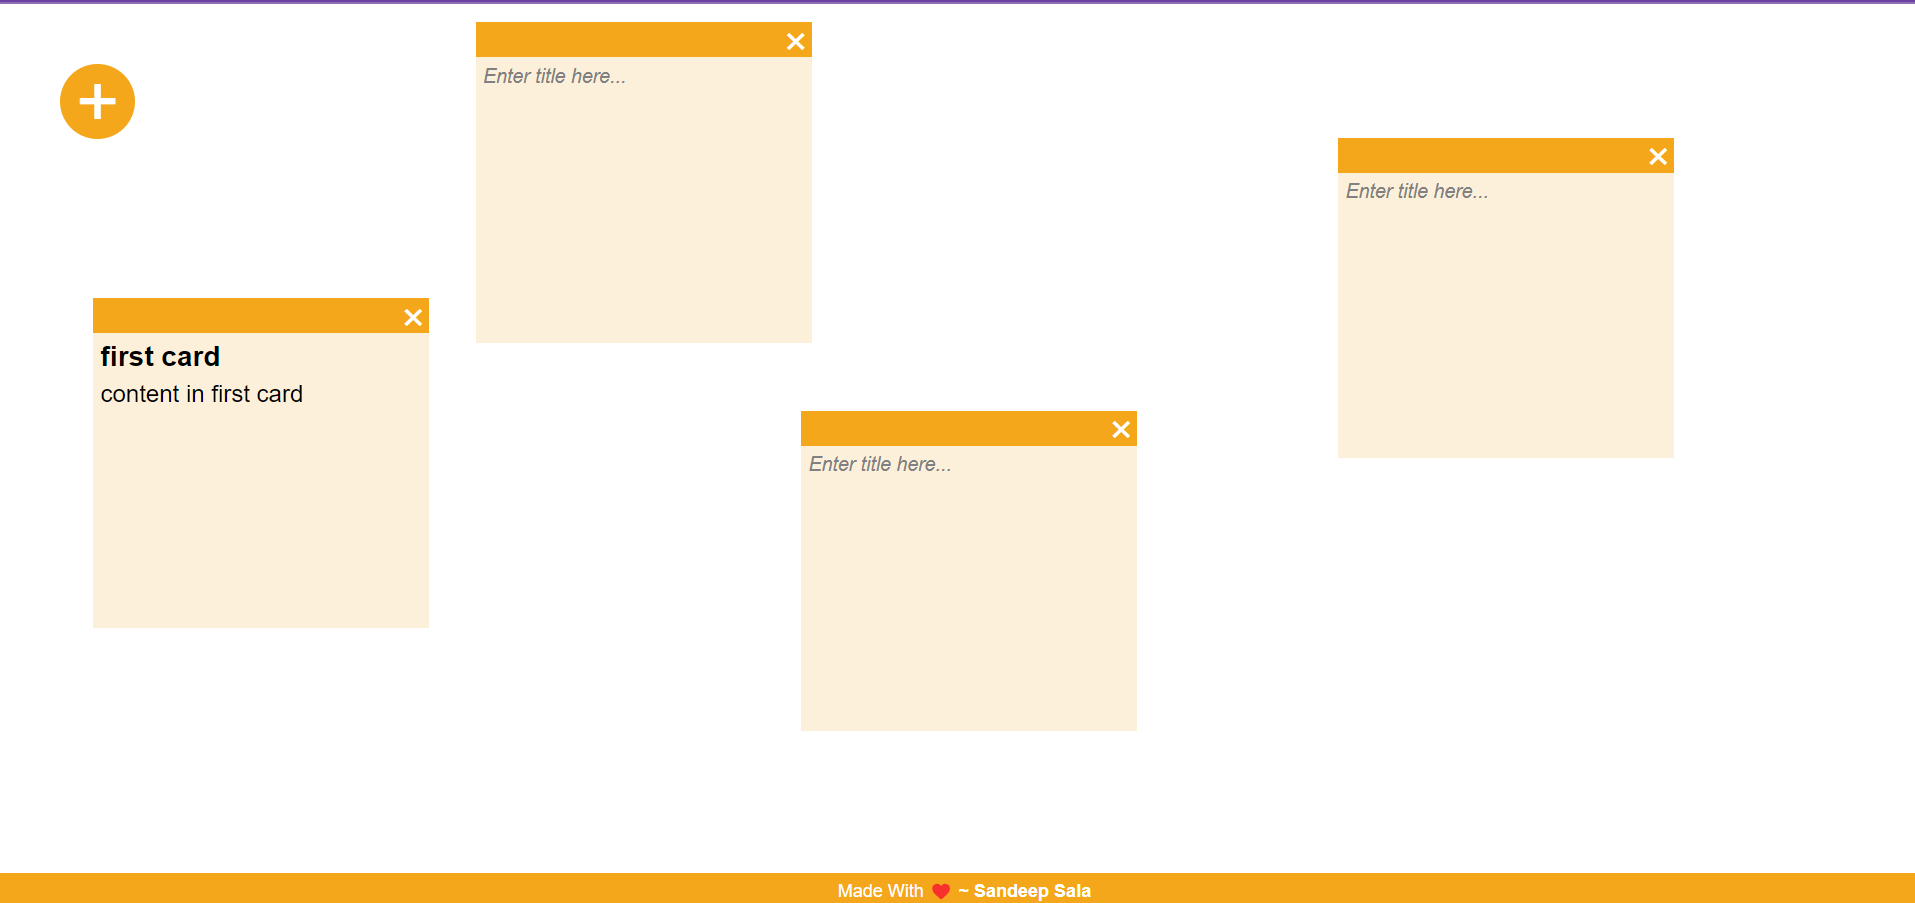 Enter title here...
Enter title here...
first card
content in first card
Enter title here...
Made With ❤ ~ Sandeep Sala